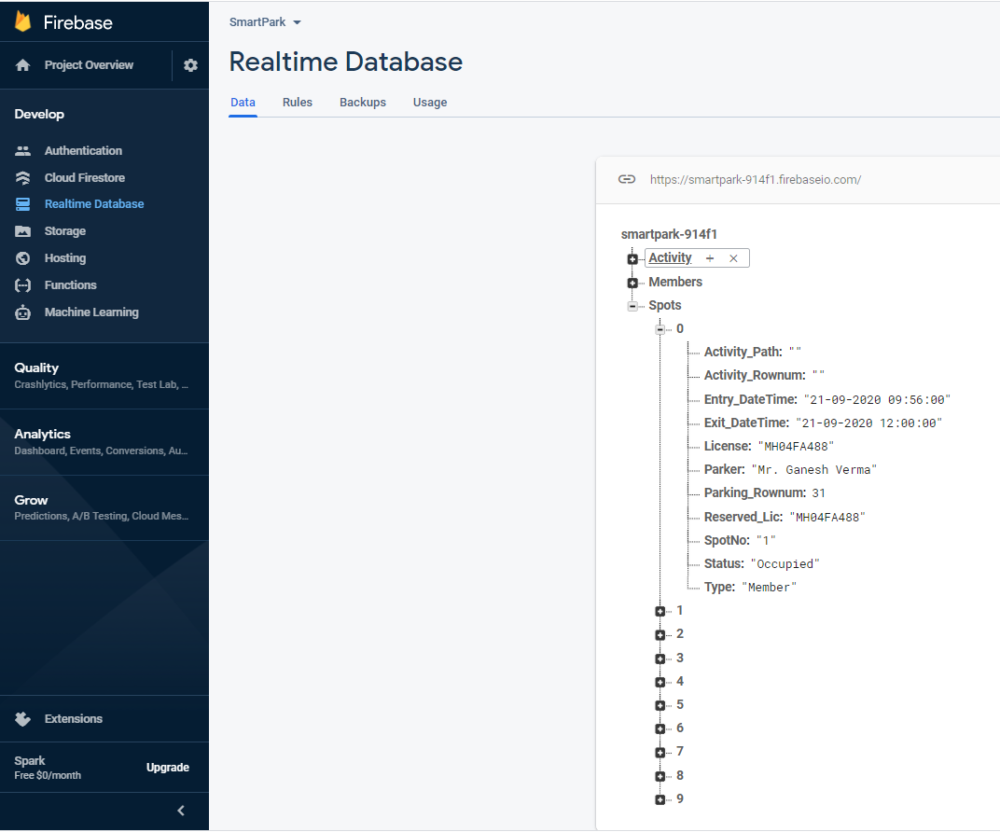 Firebase
Project Overview
Develop
Authentication
Cloud Firestore
Realtime Database
Storage
Hosting
Functions
Machine Learning
Quality
Crashlytics, Performance, Test Lab, ...
Analytics
Dashboard, Events, Conversions, Au...
Grow
Predictions, A/B Testing, Cloud Mes...
Extensions
Spark
Free $0/month
Upgrade
SmartPark
Realtime Database
Data Rules Backups Usage
https://smartpark-914f1.firebaseio.com/
smartpark-914f1
Activity
Members
Spots
0
Activity_Path: ""
Activity_Rownum: ""
Entry_DateTime: "21-09-2020 09:56:00"
Exit_DateTime: "21-09-2020 12:00:00"
License: "MH04FA488"
Parker: "Mr. Ganesh Verma"
Parking_Rownum: 31
Reserved_Lic: "MH04FA488"
SpotNo: "1"
Status: "Occupied"
Type: "Member"
1
2
3
4
5
6
7
8
9